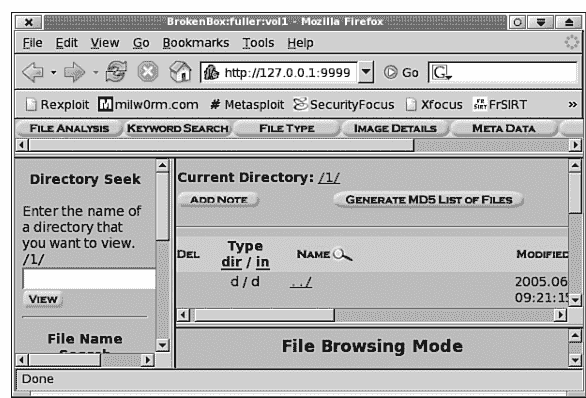 BrokenBox:fuller:vol1 - Mozilla Firefox
File Edit View Go Bookmarks Tools Help
http://127.0.0.1:9999 Go G
Rexploit milw0rm.com # Metasploit SecurityFocus Xfocus FrSIRT »
FILE ANALYSIS KEYWORD SEARCH FILE TYPE IMAGE DETAILS META DATA
Directory Seek
Enter the name of
a directory that
you want to view.
/1/
VIEW
File Name
Current Directory: /1/
ADD NOTE GENERATE MD5 LIST OF FILES
DEL Type NAME MODIFIED
dir / in
d / d ../ 2005.06
09:21:1
File Browsing Mode
Done